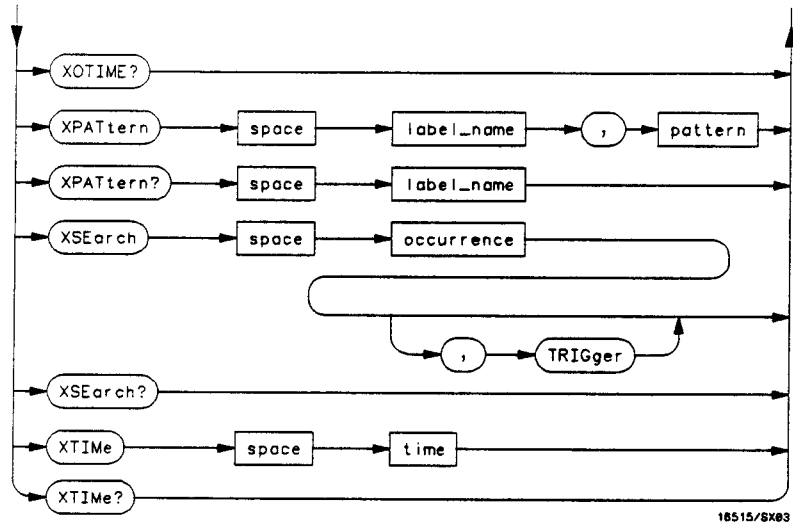 XOTIME?
XPATtern space label_name , pattern
XPATtern? space label_name
XSEarch space occurrence
, TRIGger
XSEarch?
XTIMe space time
XTIMe?
16515/SX03